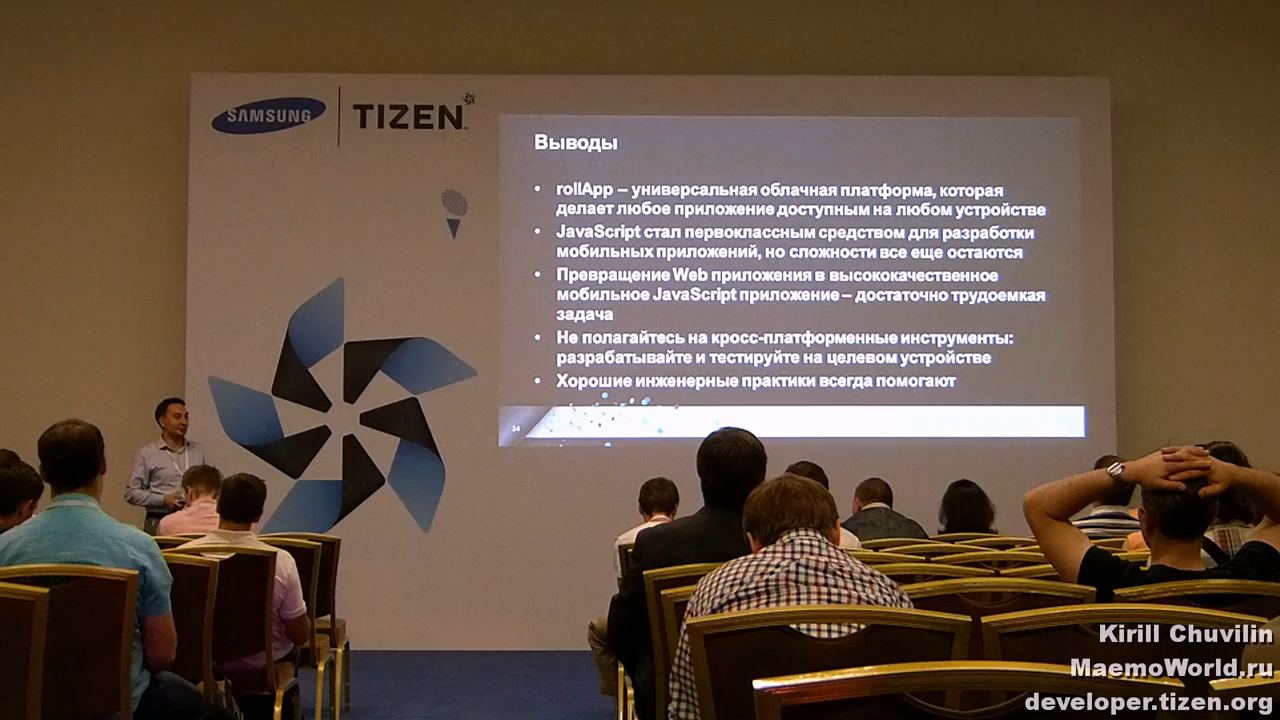 SAMSUNG
TIZEN™
Выводы
• rollApp – универсальная облачная платформа, которая
делает любое приложение доступным на любом устройстве
• JavaScript стал первоклассным средством для разработки
мобильных приложений, но сложности все еще остаются
• Превращение Web приложения в высококачественное
мобильное JavaScript приложение – достаточно трудоемкая
задача
• Не полагайтесь на кросс-платформенные инструменты:
разрабатывайте и тестируйте на целевом устройстве
• Хорошие инженерные практики всегда помогают
34
Kirill Chuvilin
MaemoWorld.ru
developer.tizen.org